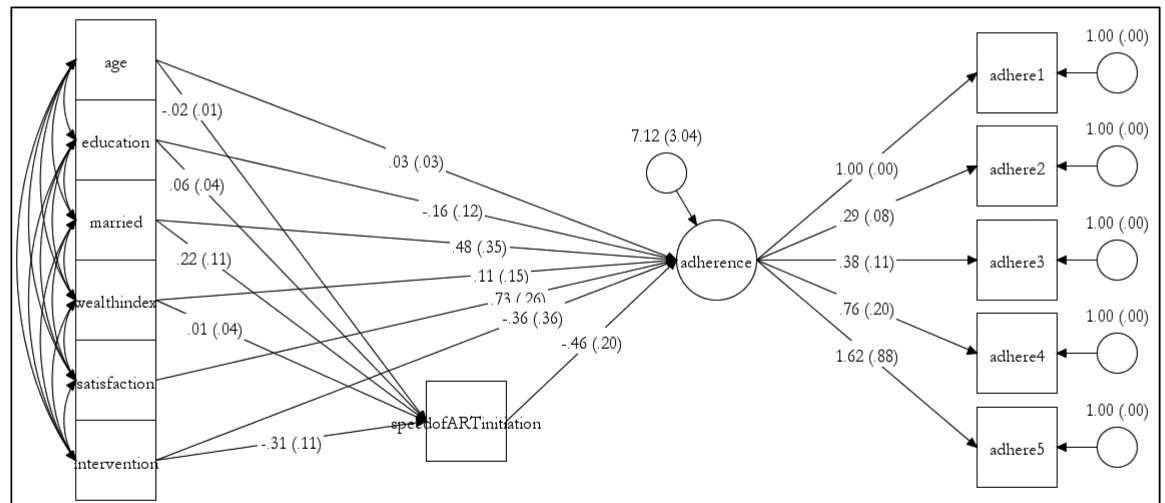 age
education
married
wealthindex
satisfaction
intervention
-.02 (.01)
.06 (.04)
.22 (.11)
.01 (.04)
-.31 (.11)
.03 (.03)
-.16 (.12)
.48 (.35)
.11 (.15)
.73 (.26)
-.36 (.36)
-.46 (.20)
speedofARTinitiation
7.12 (3.04)
adherence
1.00 (.00)
.29 (.08)
.38 (.11)
.76 (.20)
1.62 (.88)
1.00 (.00)
adhere1
1.00 (.00)
adhere2
1.00 (.00)
adhere3
1.00 (.00)
adhere4
1.00 (.00)
adhere5